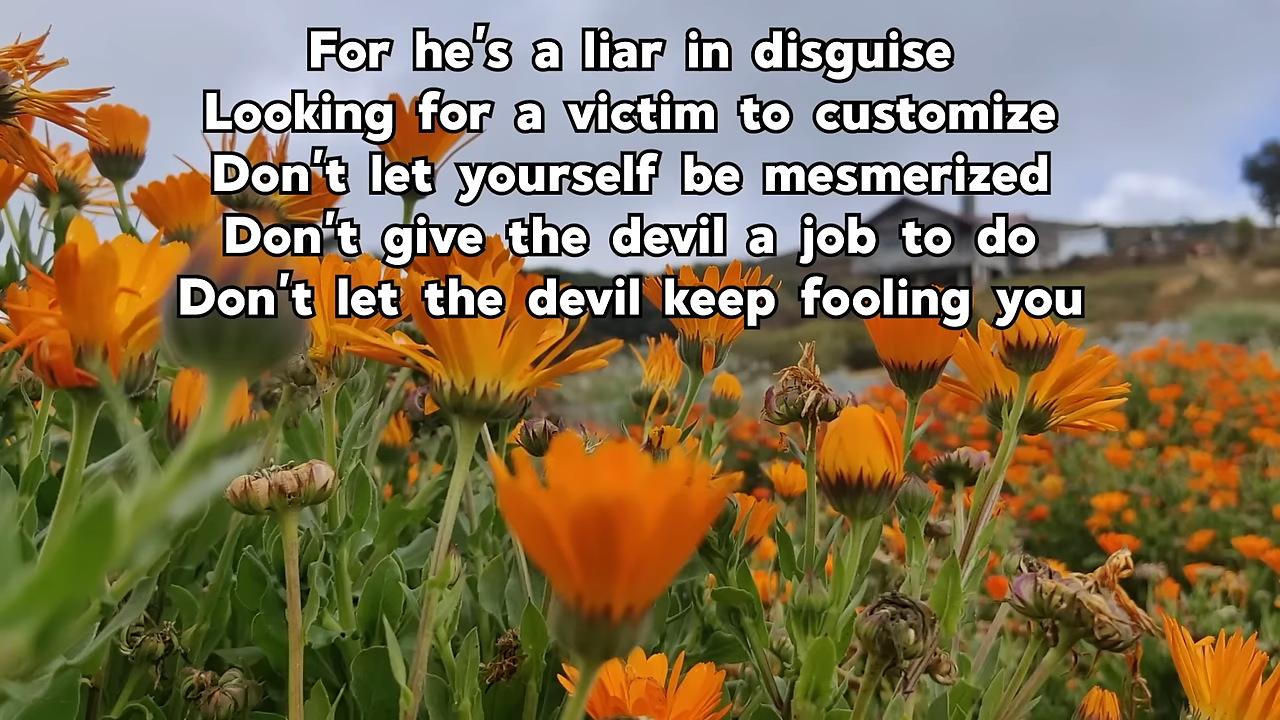 For he's a liar in disguise
Looking for a victim to customize
Don't let yourself be mesmerized
Don't give the devil a job to do
Don't let the devil keep fooling you